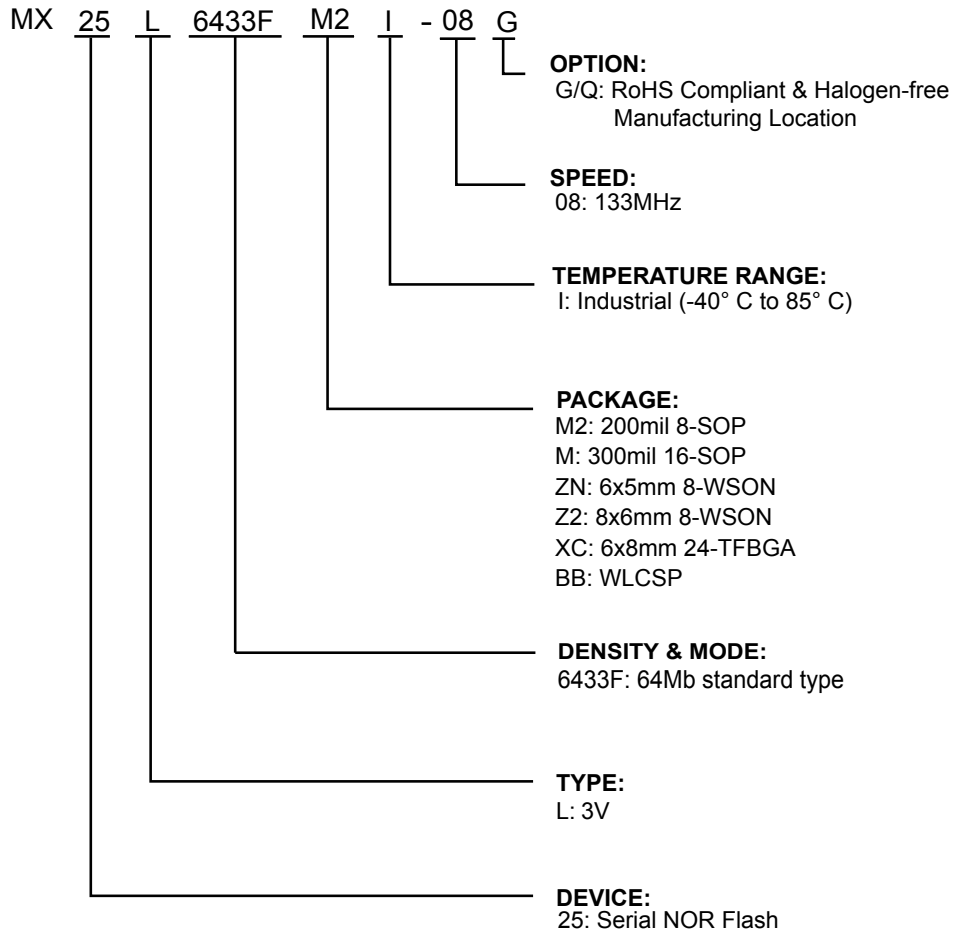 MX 25 L 6433F M2 I - 08 G
OPTION:
G/Q: RoHS Compliant & Halogen-free
Manufacturing Location
SPEED:
08: 133MHz
TEMPERATURE RANGE:
I: Industrial (-40° C to 85° C)
PACKAGE:
M2: 200mil 8-SOP
M: 300mil 16-SOP
ZN: 6x5mm 8-WSON
Z2: 8x6mm 8-WSON
XC: 6x8mm 24-TFBGA
BB: WLCSP
DENSITY & MODE:
6433F: 64Mb standard type
TYPE:
L: 3V
DEVICE:
25: Serial NOR Flash